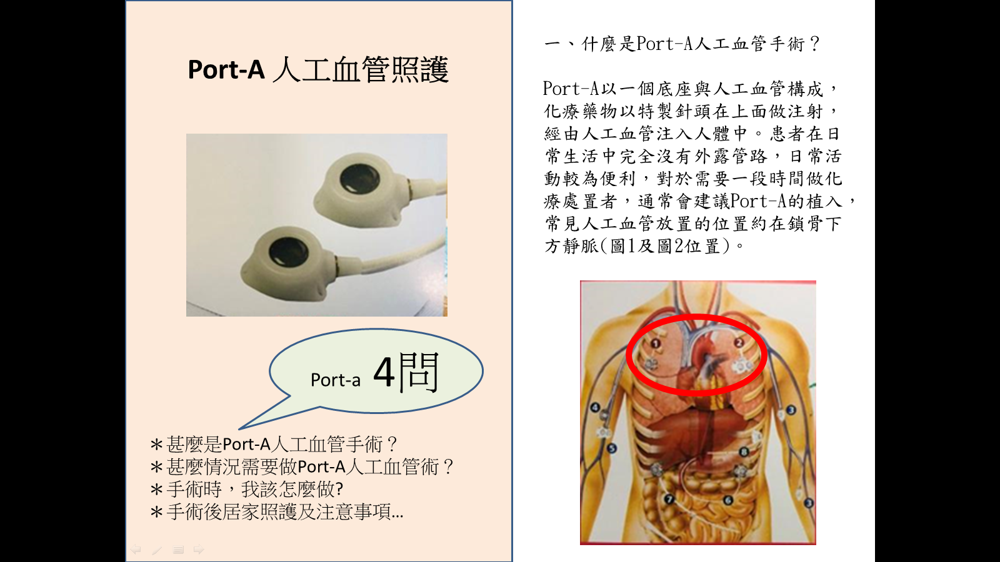 Port-A 人工血管照護
Port-a 4問
＊甚麼是Port-A人工血管手術？
＊甚麼情況需要做Port-A人工血管術？
＊手術時，我該怎麼做?
＊手術後居家照護及注意事項...
一、什麼是Port-A人工血管手術？
Port-A以一個底座與人工血管構成，
化療藥物以特製針頭在上面做注射，
經由人工血管注入人體中。患者在日
常生活中完全沒有外露管路，日常活
動較為便利，對於需要一段時間做化
療處置者，通常會建議Port-A的植入，
常見人工血管放置的位置約在鎖骨下
方靜脈(圖1及圖2位置)。
1
2
4
3
5
8
7
6
3